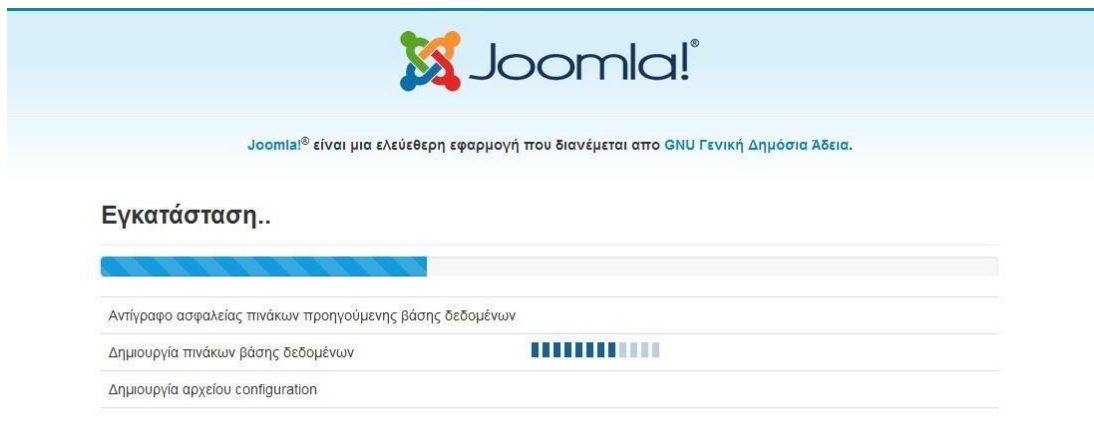 Joomla!®
Joomla!® είναι μια ελεύεθερη εφαρμογή που διανέμεται απο GNU Γενική Δημόσια Άδεια.
Εγκατάσταση..
Αντίγραφο ασφαλείας πινάκων προηγούμενης βάσης δεδομένων
Δημιουργία πινάκων βάσης δεδομένων
Δημιουργία αρχείου configuration